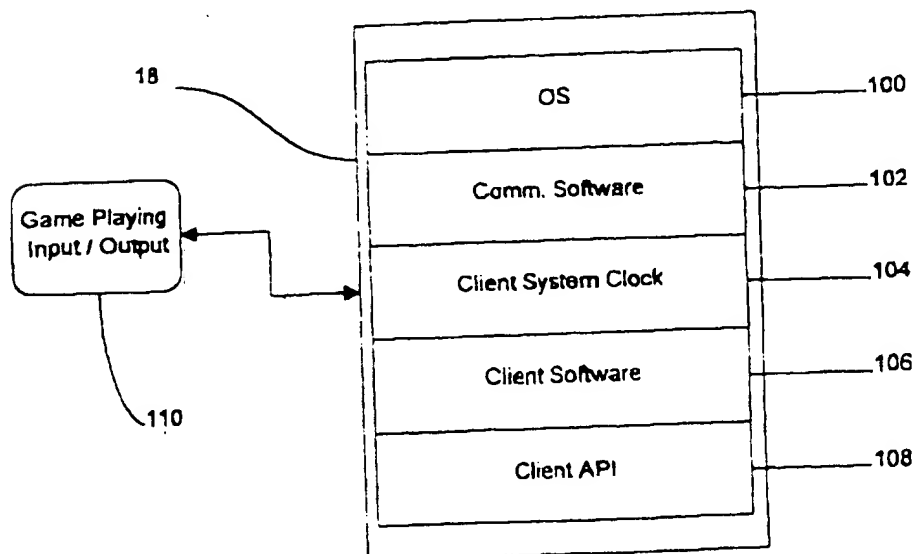 18
OS
100
Comm. Software
102
Game Playing
Input / Output
Client System Clock
104
Client Software
106
110
Client API
108